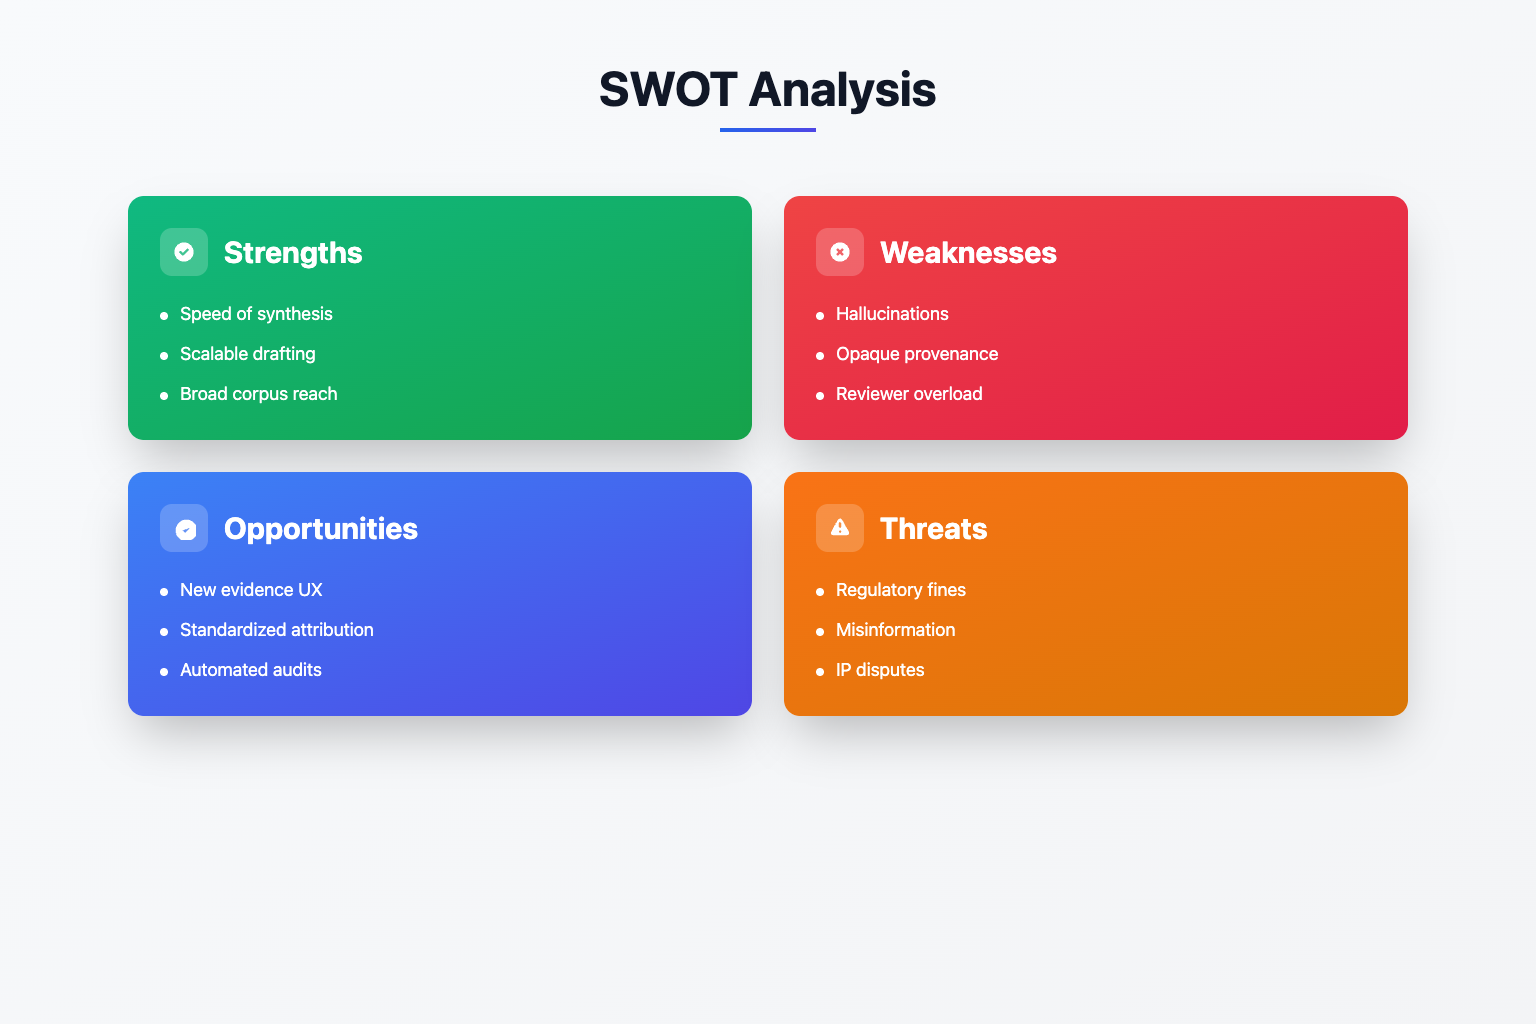 SWOT Analysis
Strengths
Speed of synthesis
Scalable drafting
Broad corpus reach
Weaknesses
Hallucinations
Opaque provenance
Reviewer overload
Opportunities
New evidence UX
Standardized attribution
Automated audits
Threats
Regulatory fines
Misinformation
IP disputes